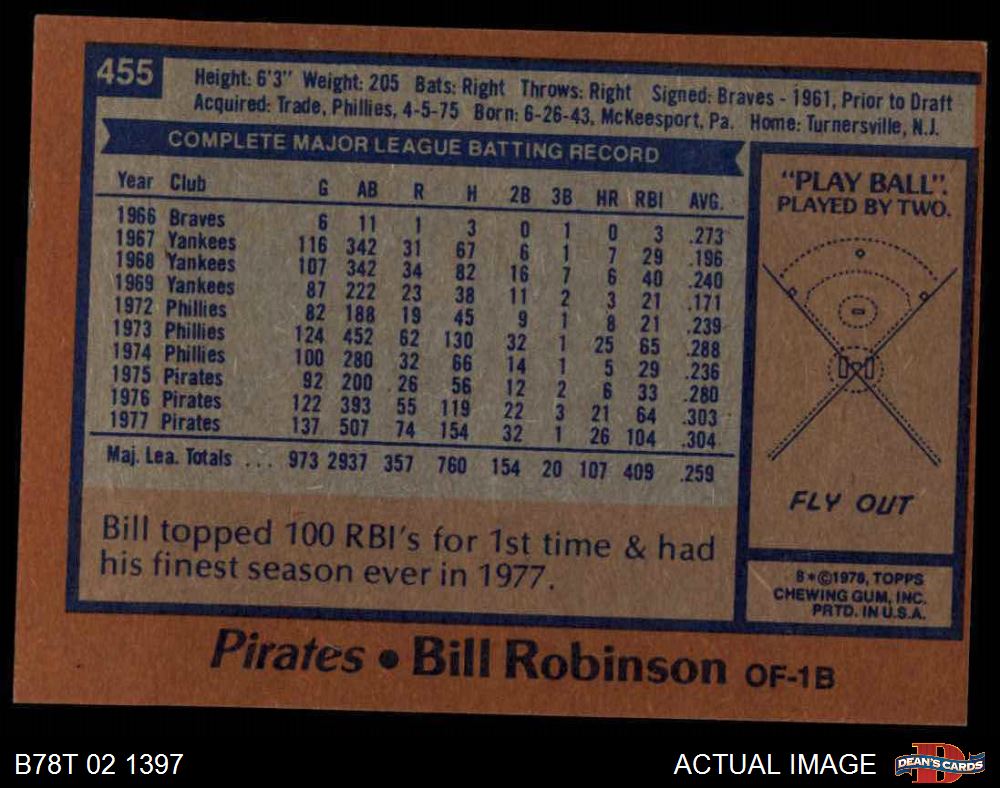 455
Height: 6'3" Weight: 205 Bats: Right Throws: Right Signed: Braves - 1961, Prior to Draft
Acquired: Trade, Phillies, 4-5-75 Born: 6-26-43, McKeesport, Pa. Home: Turnersville, N.J.
COMPLETE MAJOR LEAGUE BATTING RECORD
Year Club G AB R H 2B 3B HR RBI AVG.
1966 Braves 6 11 1 3 0 1 0 3 .273
1967 Yankees 116 342 31 67 6 1 7 29 .196
1968 Yankees 107 342 34 82 16 7 6 40 .240
1969 Yankees 87 222 23 38 11 2 3 21 .171
1972 Phillies 82 188 19 45 9 1 8 21 .239
1973 Phillies 124 452 62 130 32 1 25 65 .288
1974 Phillies 100 280 32 66 14 1 5 29 .236
1975 Pirates 92 200 26 56 12 2 6 33 .280
1976 Pirates 122 393 55 119 22 3 21 64 .303
1977 Pirates 137 507 74 154 32 1 26 104 .304
Maj. Lea. Totals ... 973 2937 357 760 154 20 107 409 .259
Bill topped 100 RBI's for 1st time & had
his finest season ever in 1977.
"PLAY BALL".
PLAYED BY TWO.
FLY OUT
B*©1978, TOPPS
CHEWING GUM, INC.
PRTD. IN U.S.A.
Pirates • Bill Robinson OF-1B
B78T 02 1397
ACTUAL IMAGE
DEAN'S CARDS